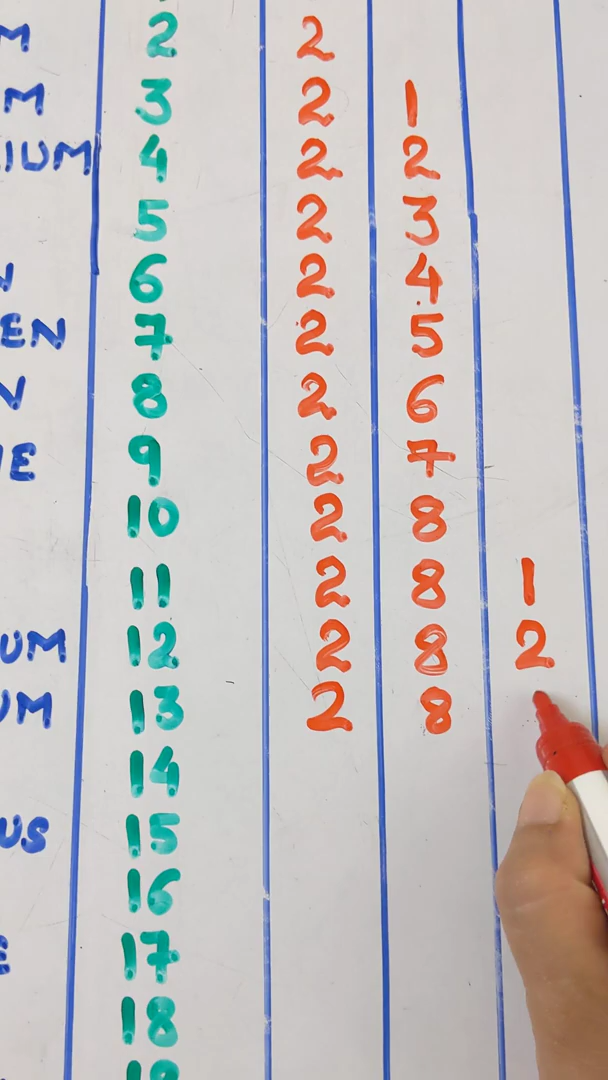 M 2 2
M 3 2 1
IUM 4 2 2
5 2 3
N 6 2 4
EN 7 2 5
N 8 2 6
NE 9 2 7
10 2 8
11 2 8 1
UM 12 2 8 2
UM 13 2 8
14
US 15
16
E 17
18